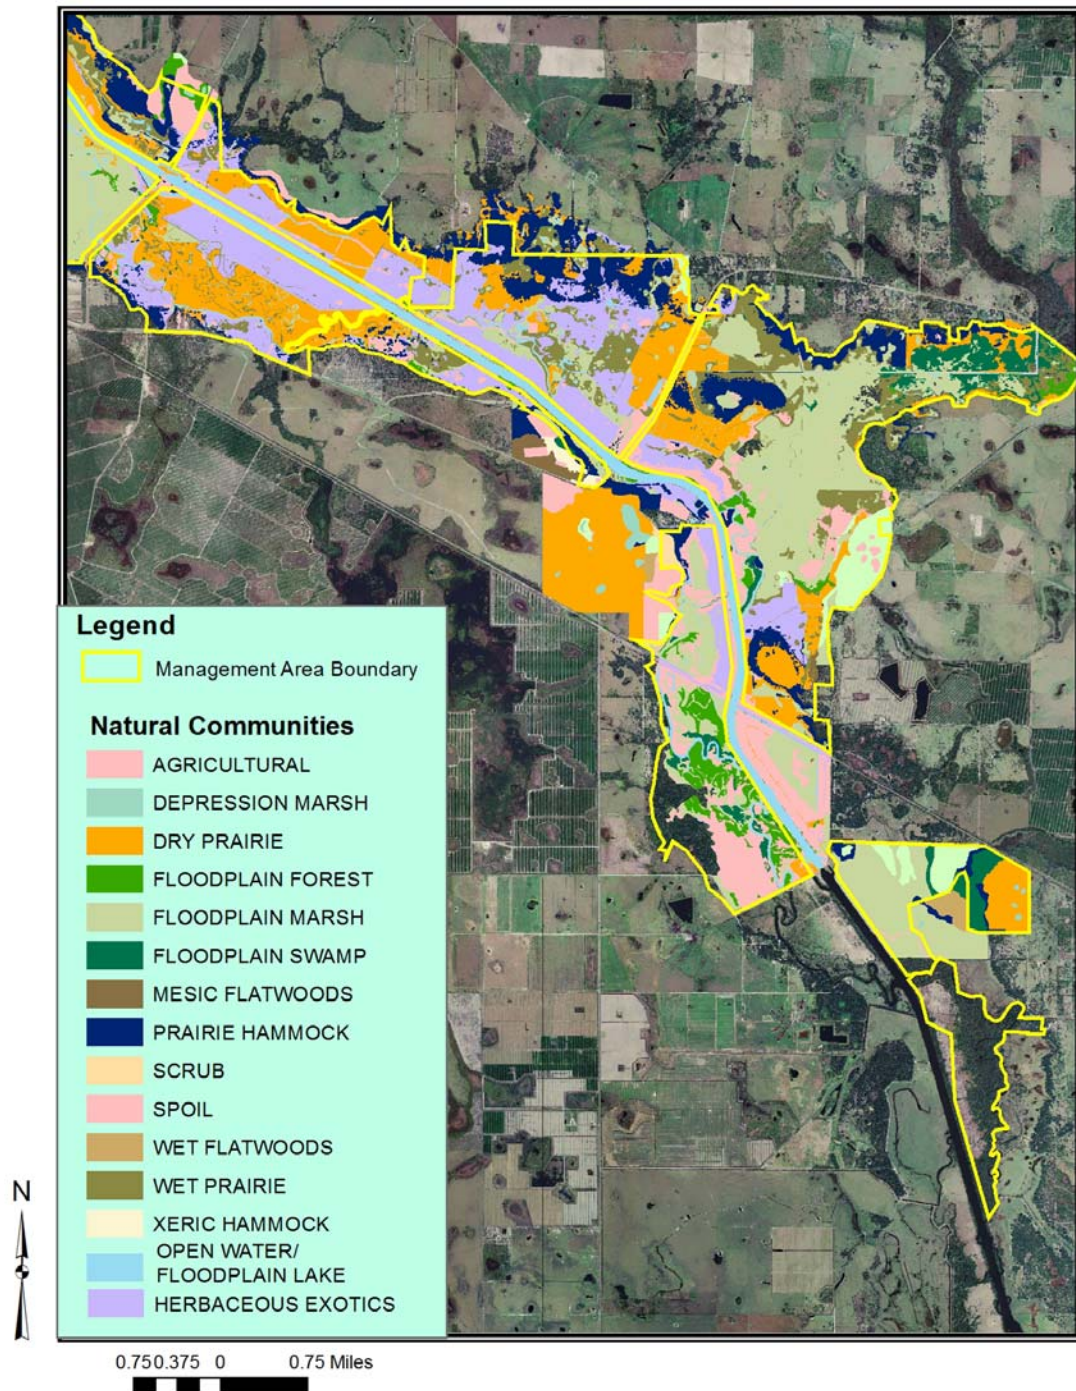 Legend
Management Area Boundary
Natural Communities
AGRICULTURAL
DEPRESSION MARSH
DRY PRAIRIE
FLOODPLAIN FOREST
FLOODPLAIN MARSH
FLOODPLAIN SWAMP
MESIC FLATWOODS
PRAIRIE HAMMOCK
SCRUB
SPOIL
WET FLATWOODS
WET PRAIRIE
XERIC HAMMOCK
OPEN WATER/
FLOODPLAIN LAKE
HERBACEOUS EXOTICS
N
0.75 0.375 0 0.75 Miles